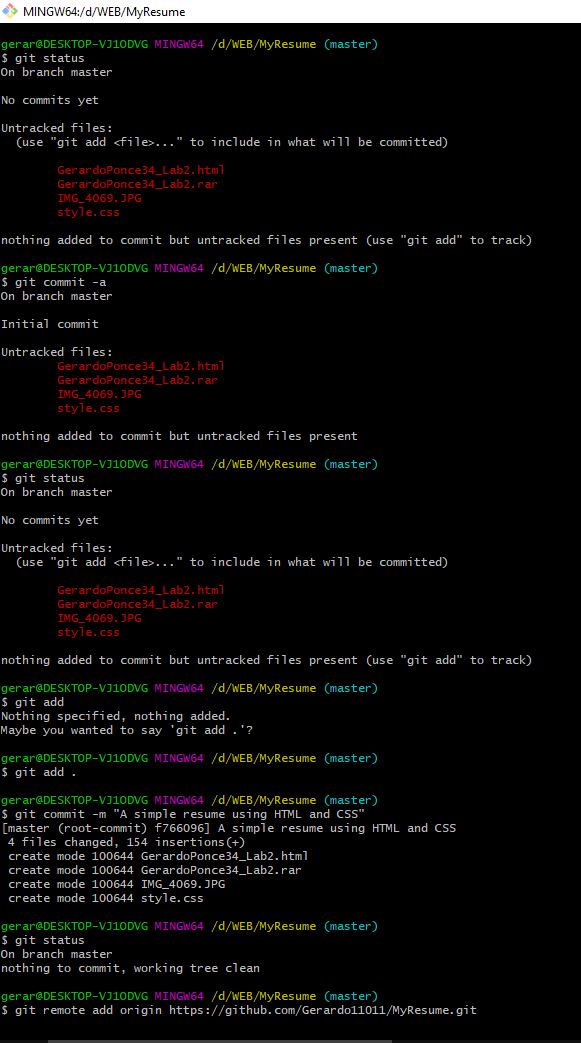 MINGW64:/d/WEB/MyResume
gerar@DESKTOP-VJ1ODVG MINGW64 /d/WEB/MyResume (master)
$ git status
On branch master
No commits yet
Untracked files:
(use "git add <file>..." to include in what will be committed)
GerardoPonce34_Lab2.html
GerardoPonce34_Lab2.rar
IMG_4069.JPG
style.css
nothing added to commit but untracked files present (use "git add" to track)
gerar@DESKTOP-VJ1ODVG MINGW64 /d/WEB/MyResume (master)
$ git commit -a
On branch master
Initial commit
Untracked files:
GerardoPonce34_Lab2.html
GerardoPonce34_Lab2.rar
IMG_4069.JPG
style.css
nothing added to commit but untracked files present
gerar@DESKTOP-VJ1ODVG MINGW64 /d/WEB/MyResume (master)
$ git status
On branch master
No commits yet
Untracked files:
(use "git add <file>..." to include in what will be committed)
GerardoPonce34_Lab2.html
GerardoPonce34_Lab2.rar
IMG_4069.JPG
style.css
nothing added to commit but untracked files present (use "git add" to track)
gerar@DESKTOP-VJ1ODVG MINGW64 /d/WEB/MyResume (master)
$ git add
Nothing specified, nothing added.
Maybe you wanted to say 'git add .'?
gerar@DESKTOP-VJ1ODVG MINGW64 /d/WEB/MyResume (master)
$ git add .
gerar@DESKTOP-VJ1ODVG MINGW64 /d/WEB/MyResume (master)
$ git commit -m "A simple resume using HTML and CSS"
[master (root-commit) f766096] A simple resume using HTML and CSS
4 files changed, 154 insertions(+)
create mode 100644 GerardoPonce34_Lab2.html
create mode 100644 GerardoPonce34_Lab2.rar
create mode 100644 IMG_4069.JPG
create mode 100644 style.css
gerar@DESKTOP-VJ1ODVG MINGW64 /d/WEB/MyResume (master)
$ git status
On branch master
nothing to commit, working tree clean
gerar@DESKTOP-VJ1ODVG MINGW64 /d/WEB/MyResume (master)
$ git remote add origin https://github.com/Gerardo11011/MyResume.git